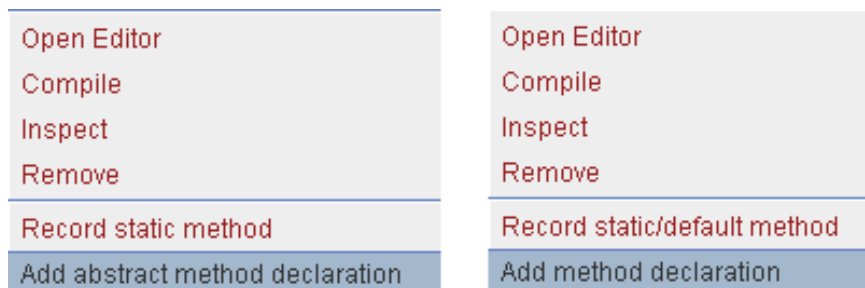 Open Editor
Compile
Inspect
Remove
Record static method
Add abstract method declaration
Open Editor
Compile
Inspect
Remove
Record static/default method
Add method declaration